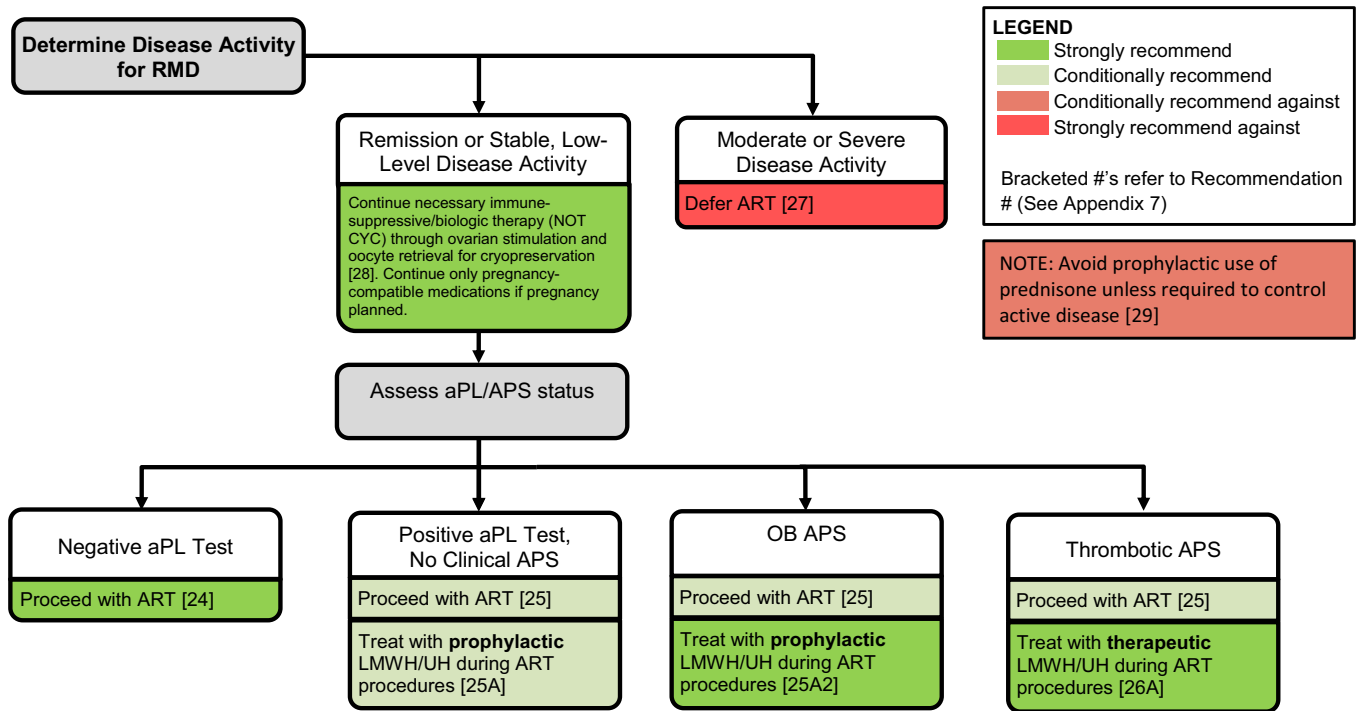 Determine Disease Activity
for RMD
LEGEND
Strongly recommend
Conditionally recommend
Conditionally recommend against
Strongly recommend against
Bracketed #'s refer to Recommendation
# (See Appendix 7)
Remission or Stable, Low-
Level Disease Activity
Continue necessary immune-
suppressive/biologic therapy (NOT
CYC) through ovarian stimulation and
oocyte retrieval for cryopreservation
[28]. Continue only pregnancy-
compatible medications if pregnancy
planned.
Moderate or Severe
Disease Activity
Defer ART [27]
NOTE: Avoid prophylactic use of
prednisone unless required to control
active disease [29]
Assess aPL/APS status
Negative aPL Test
Proceed with ART [24]
Positive aPL Test,
No Clinical APS
Proceed with ART [25]
Treat with prophylactic
LMWH/UH during ART
procedures [25A]
OB APS
Proceed with ART [25]
Treat with prophylactic
LMWH/UH during ART
procedures [25A2]
Thrombotic APS
Proceed with ART [25]
Treat with therapeutic
LMWH/UH during ART
procedures [26A]